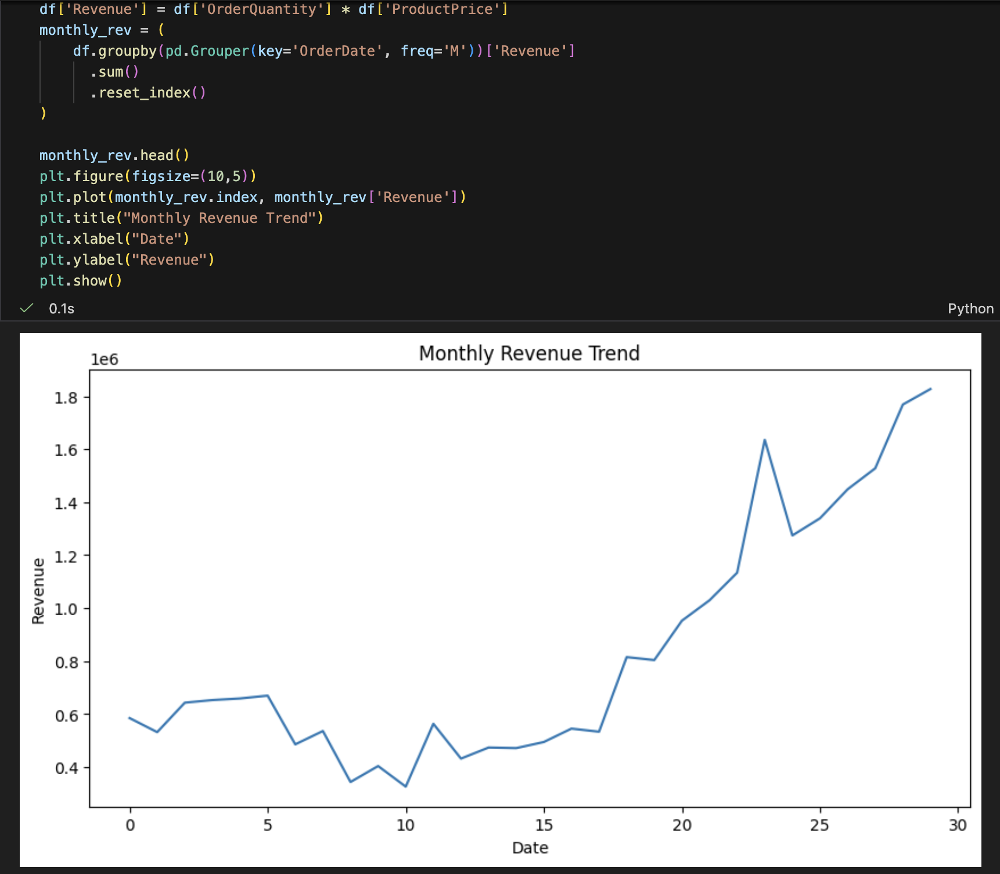 df['Revenue'] = df['OrderQuantity'] * df['ProductPrice']
monthly_rev = (
    df.groupby(pd.Grouper(key='OrderDate', freq='M'))['Revenue']
      .sum()
      .reset_index()
)
monthly_rev.head()
plt.figure(figsize=(10,5))
plt.plot(monthly_rev.index, monthly_rev['Revenue'])
plt.title("Monthly Revenue Trend")
plt.xlabel("Date")
plt.ylabel("Revenue")
plt.show()
0.1s
Python
Monthly Revenue Trend
1e6
1.8
1.6
1.4
1.2
1.0
0.8
0.6
0.4
Revenue
0 5 10 15 20 25 30
Date